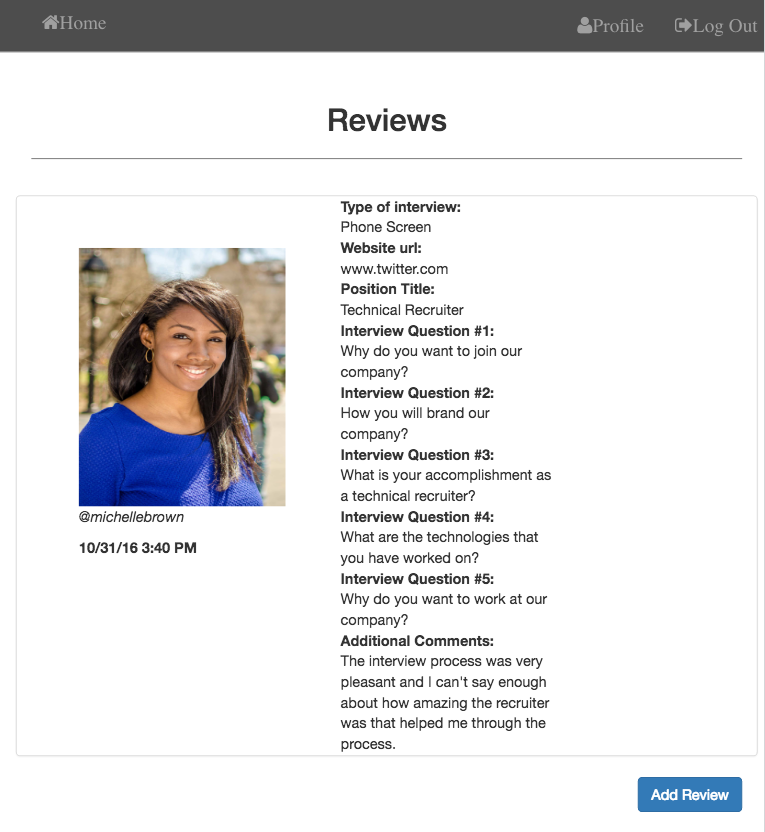 Home
Profile
Log Out
Reviews
@michellebrown
10/31/16 3:40 PM
Type of interview:
Phone Screen
Website url:
www.twitter.com
Position Title:
Technical Recruiter
Interview Question #1:
Why do you want to join our
company?
Interview Question #2:
How you will brand our
company?
Interview Question #3:
What is your accomplishment as
a technical recruiter?
Interview Question #4:
What are the technologies that
you have worked on?
Interview Question #5:
Why do you want to work at our
company?
Additional Comments:
The interview process was very
pleasant and I can't say enough
about how amazing the recruiter
was that helped me through the
process.
Add Review